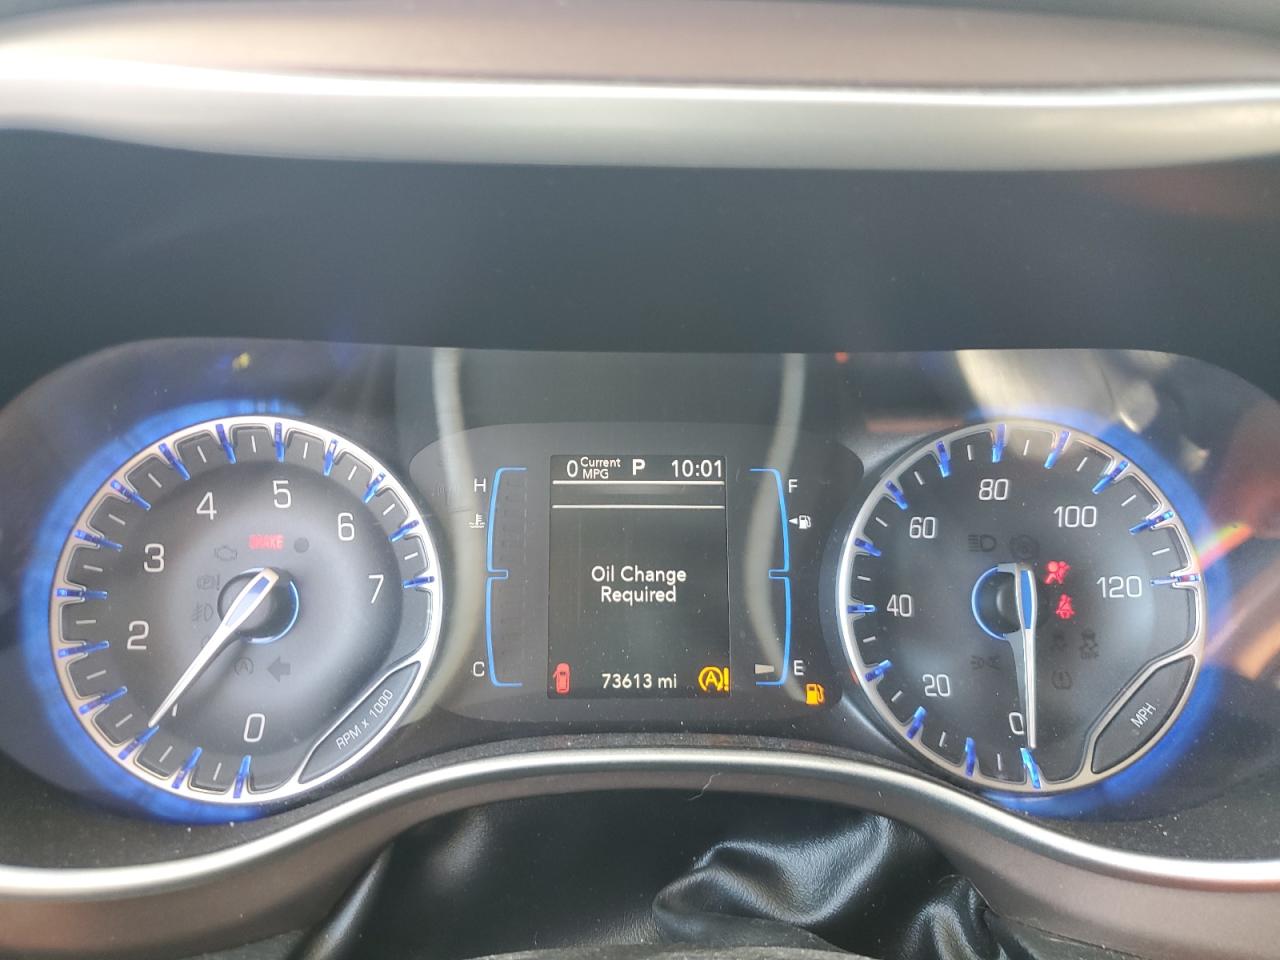 0 Current MPG P 10:01
Oil Change
Required
73613 mi
H
C
F
E
0
2
3
4
5
6
7
BRAKE
RPM x 1000
0
20
40
60
80
100
120
MPH